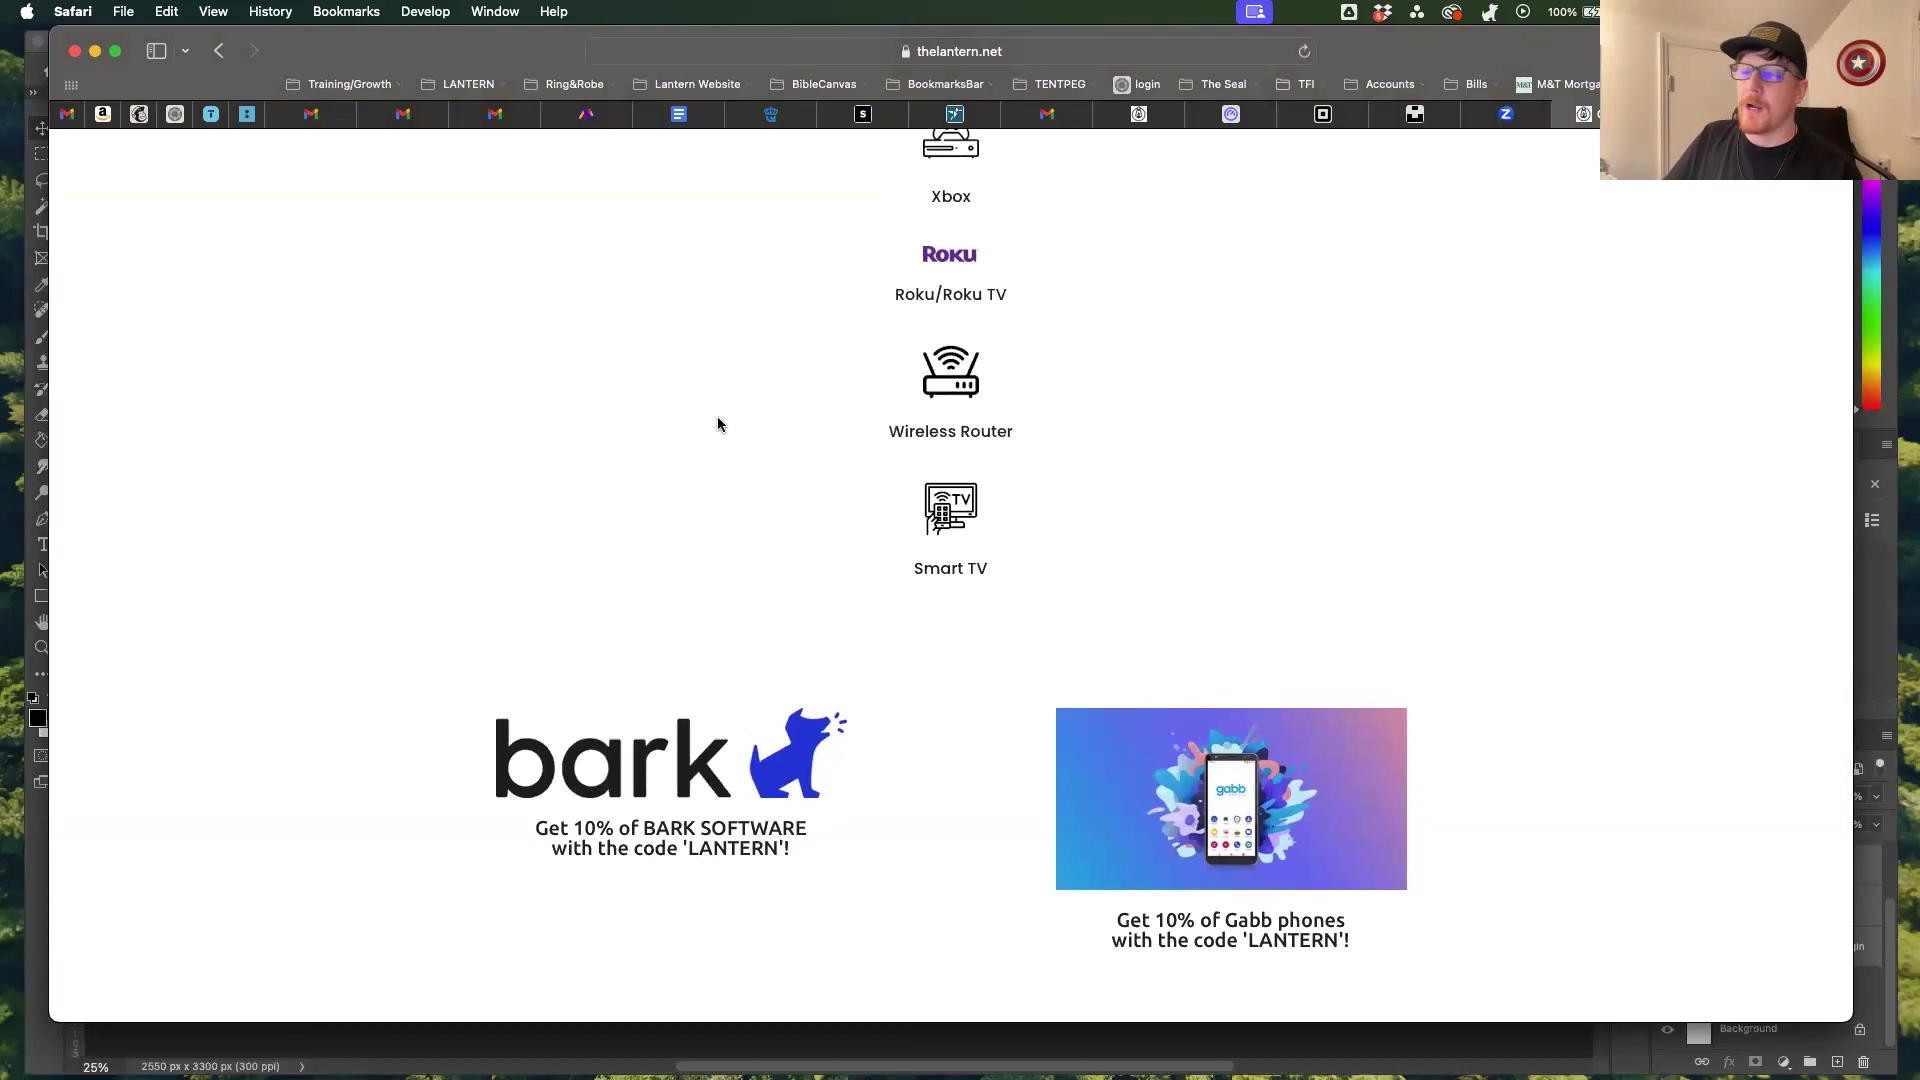 Safari File Edit View History Bookmarks Develop Window Help 100%
thelantern.net
Training/Growth LANTERN Ring&Robe Lantern Website BibleCanvas BookmarksBar TENTPEG login The Seal TFI Accounts Bills M&T Mortga
Xbox
Roku
Roku/Roku TV
Wireless Router
TV
Smart TV
bark
Get 10% of BARK SOFTWARE
with the code 'LANTERN'!
gabb
Get 10% of Gabb phones
with the code 'LANTERN'!
Background
25% 2550 px x 3300 px (300 ppi)